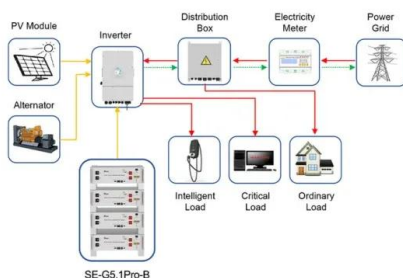 PV Module
Inverter
Distribution
Box
Electricity
Meter
Power
Grid
Alternator
Intelligent
Load
Critical
Load
Ordinary
Load
SE-G5.1Pro-B